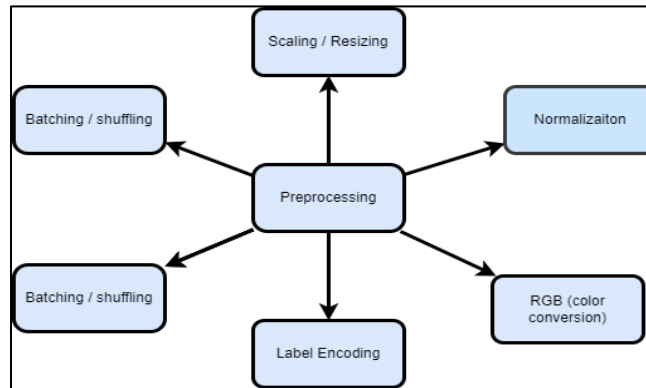 Scaling / Resizing
Batching / shuffling
Normalizaiton
Preprocessing
Batching / shuffling
RGB (color
conversion)
Label Encoding